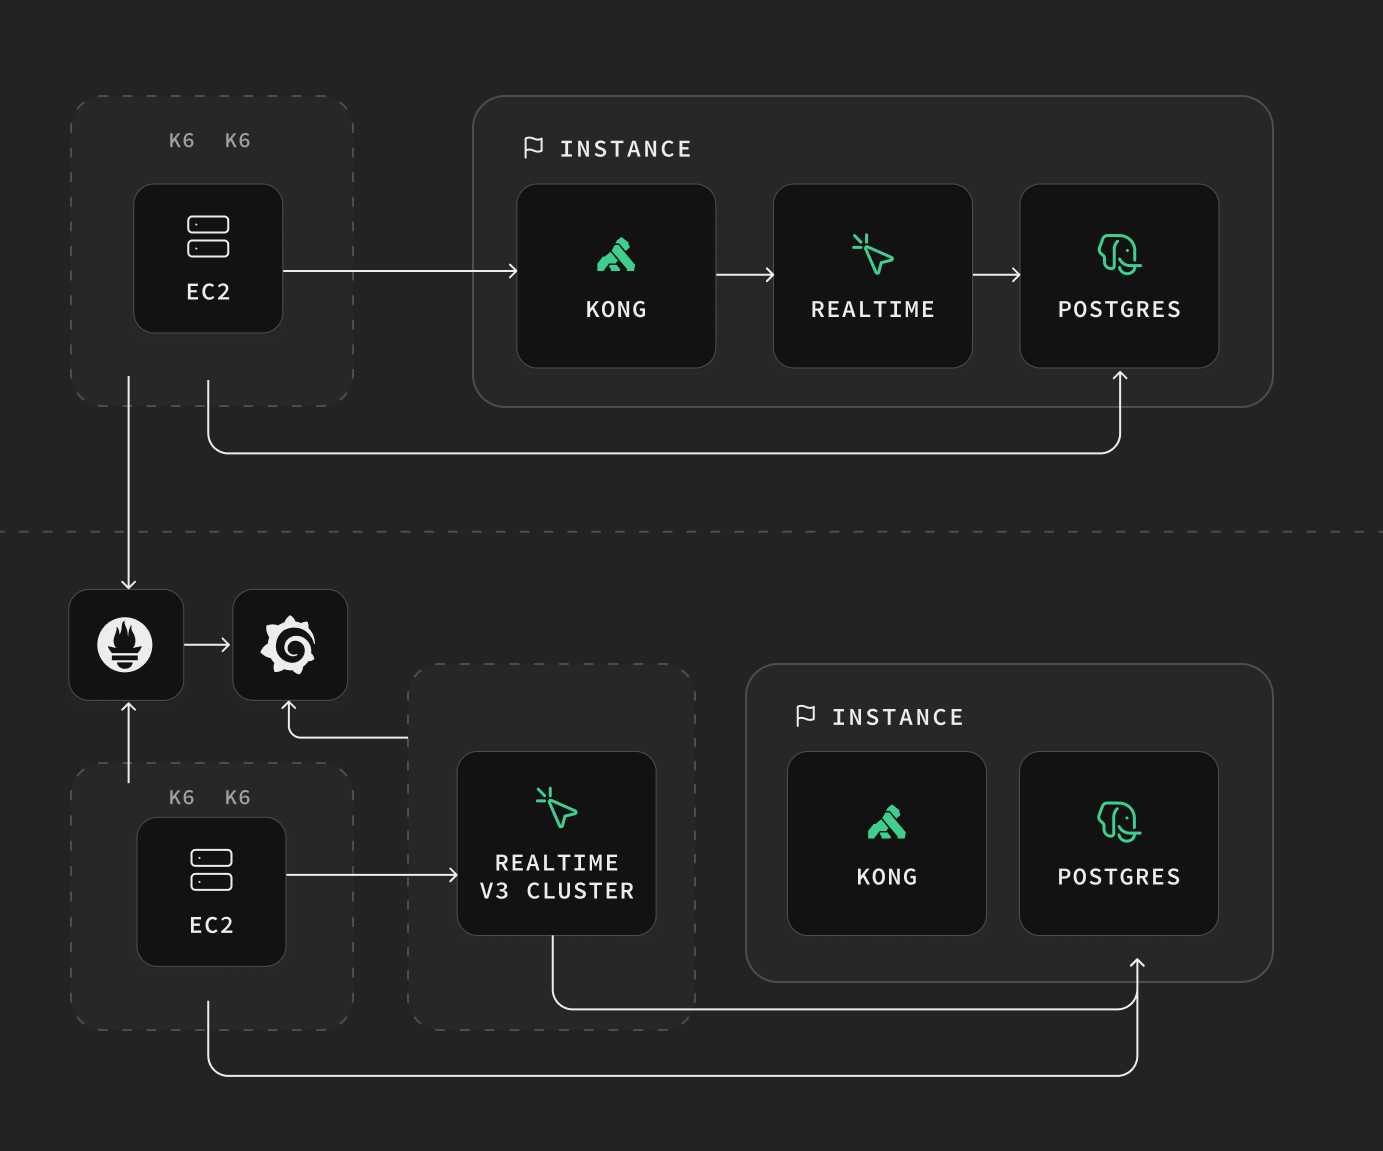 K6 K6
EC2
INSTANCE
KONG
REALTIME
POSTGRES
K6 K6
EC2
REALTIME
V3 CLUSTER
INSTANCE
KONG
POSTGRES